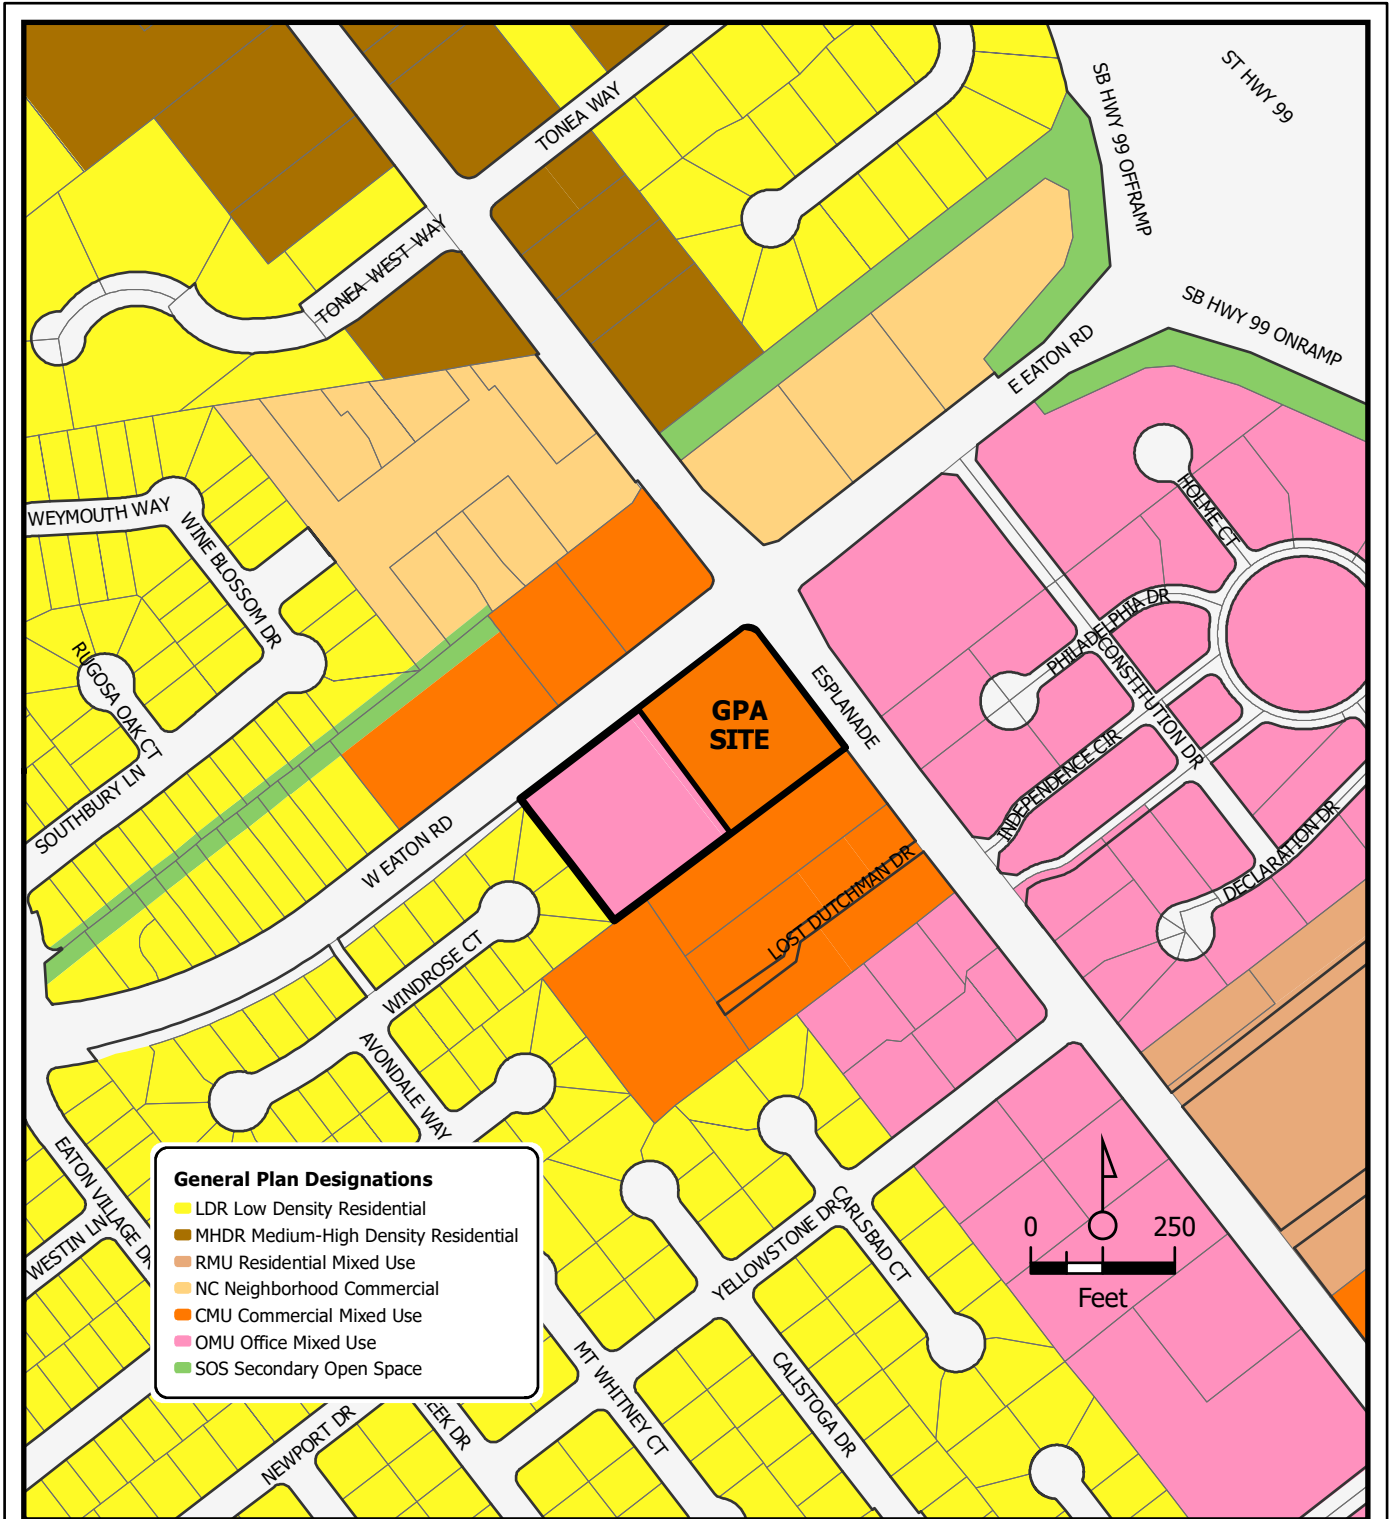 ST HWY 99
SB HWY 99 OFFRAMP
TONEA WAY
TONEA WEST WAY
SB HWY 99 ONRAMP
E EATON RD
WEYMOUTH WAY
WINE BLOSSOM DR
HOLME CT
RUGOSA OAK CT
PHILADELPHIA DR
CONSTITUTION DR
ESPLANADE
GPA
SITE
INDEPENDENCE CIR
SOUTHBURY LN
W EATON RD
DECLARATION DR
LOST DUTCHMAN DR
WINDROSE CT
AVONDALE WAY
EATON VILLAGE DR
WESTIN LN
General Plan Designations
LDR Low Density Residential
MHDR Medium-High Density Residential
RMU Residential Mixed Use
NC Neighborhood Commercial
CMU Commercial Mixed Use
OMU Office Mixed Use
SOS Secondary Open Space
CARLSBAD CT
YELLOWSTONE DR
0 250
Feet
MT WHITNEY CT
CALISTOGA DR
NEWPORT DR
EEK DR